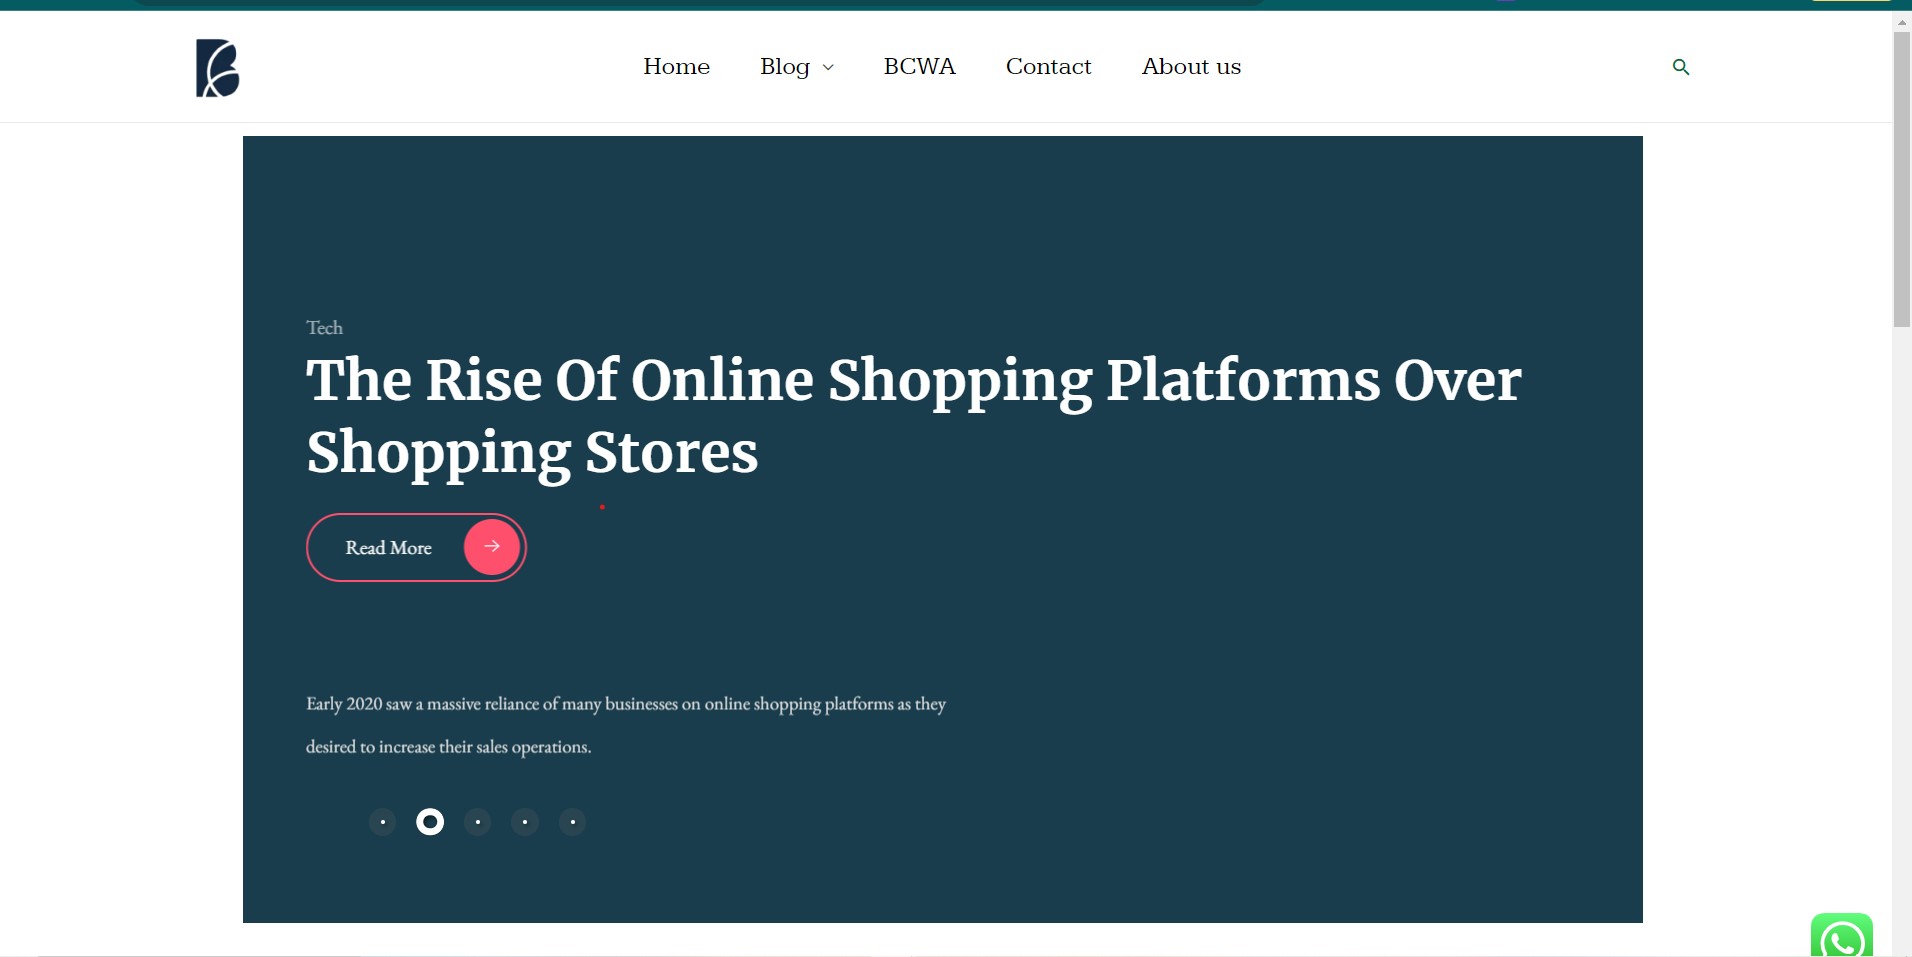 Home Blog BCWA Contact About us
Tech
The Rise Of Online Shopping Platforms Over
Shopping Stores
Read More
Early 2020 saw a massive reliance of many businesses on online shopping platforms as they
desired to increase their sales operations.